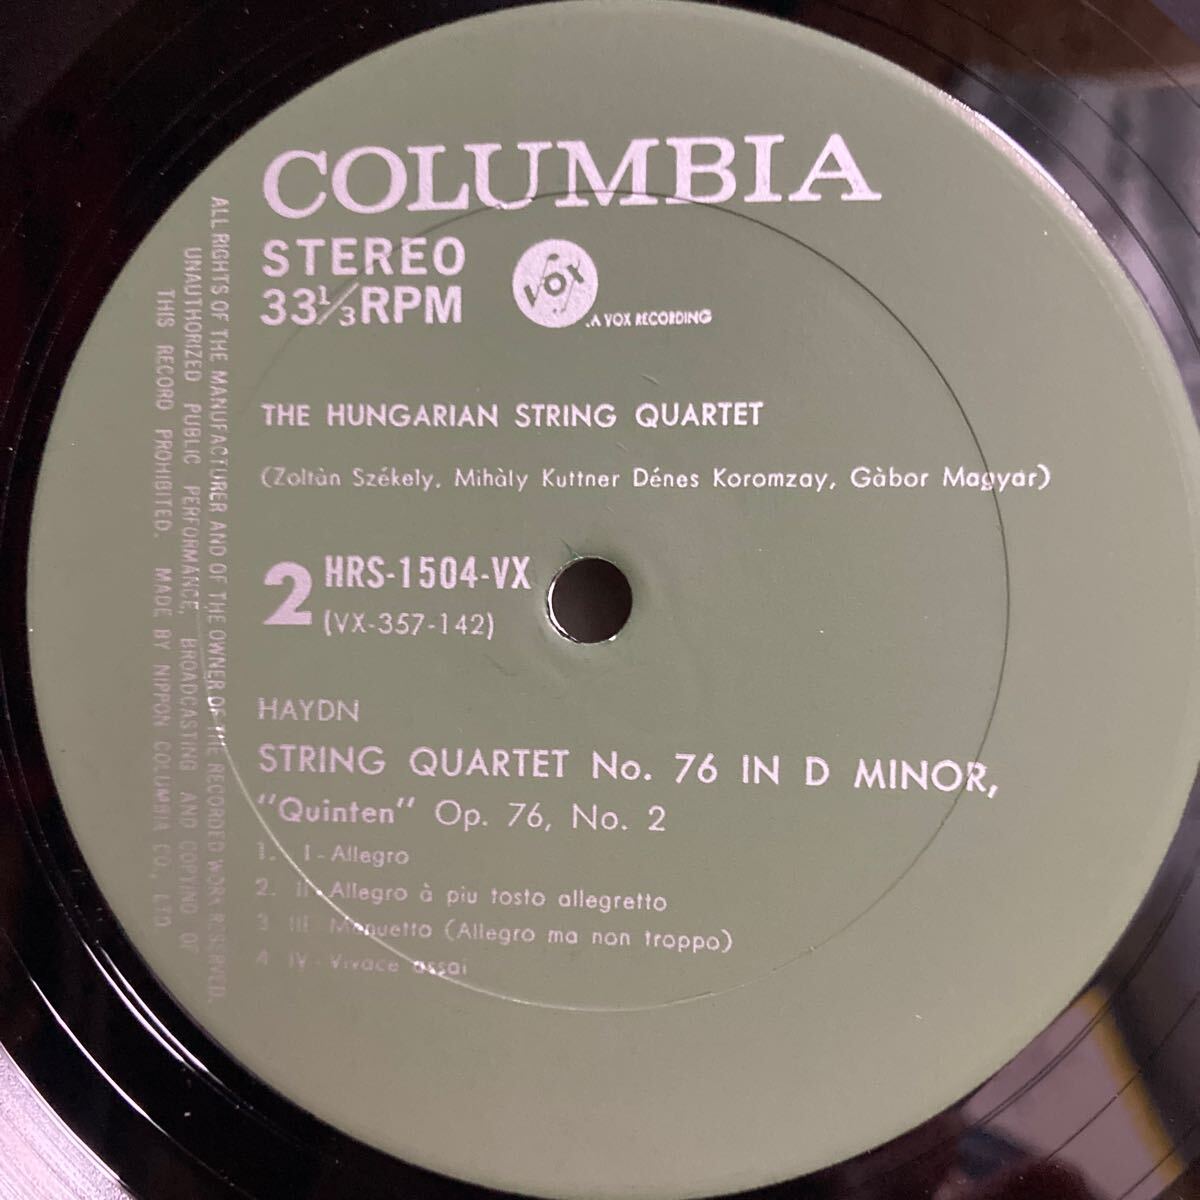 COLUMBIA
STEREO
33 1/3 RPM
VOX
A VOX RECORDING
THE HUNGARIAN STRING QUARTET
(Zoltàn Székely, Mihàly Kuttner Dénes Koromzay, Gàbor Magyar)
2 HRS-1504-VX
(VX-357-142)
HAYDN
STRING QUARTET No. 76 IN D MINOR,
"Quinten" Op. 76, No. 2
1. I - Allegro
2. II - Allegro à piu tosto allegretto
3 III - Menuetto (Allegro ma non troppo)
4 IV - Vivace assai
ALL RIGHTS OF THE MANUFACTURER AND OF THE OWNER OF THE RECORDED WORK RESERVED.
UNAUTHORIZED PUBLIC PERFORMANCE, BROADCASTING AND COPYING OF
THIS RECORD PROHIBITED. MADE BY NIPPON COLUMBIA CO., LTD